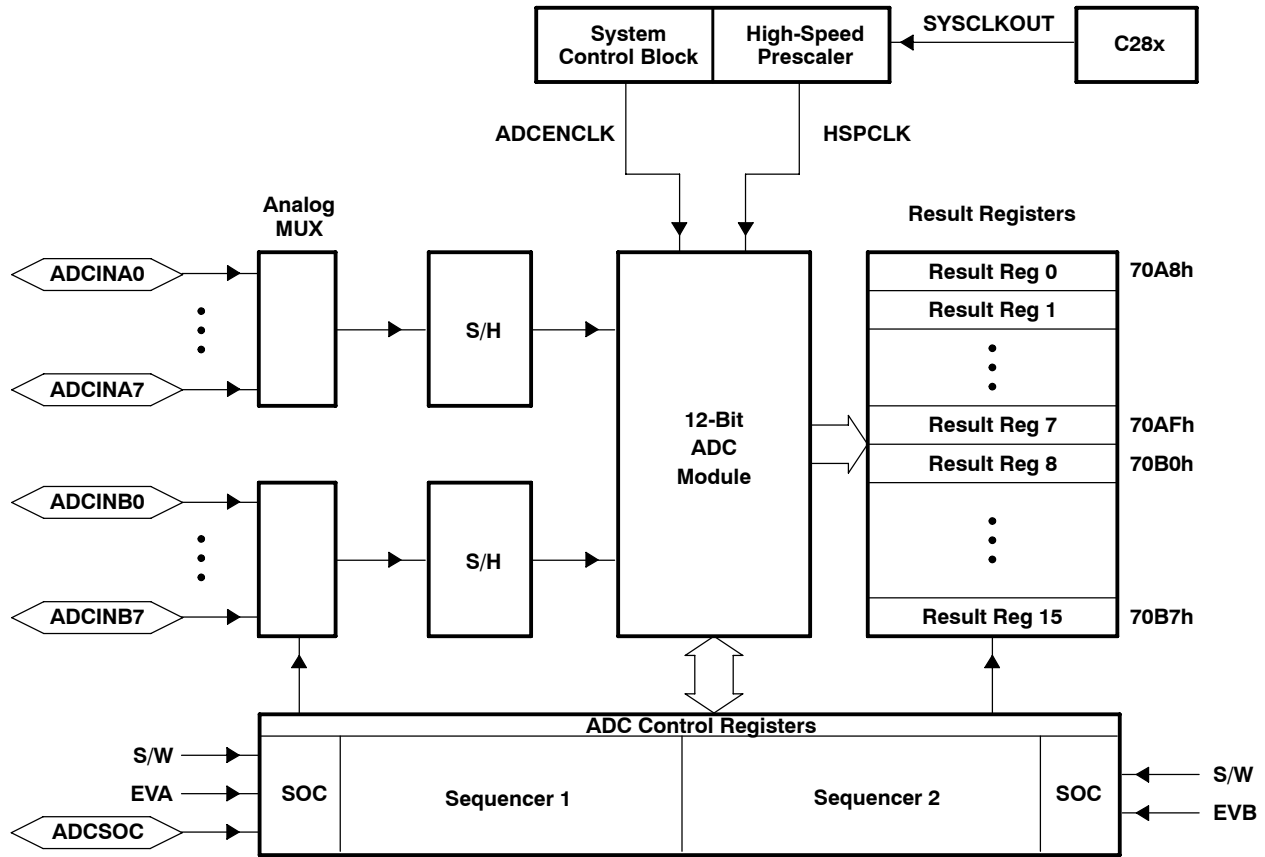 System
Control Block
High-Speed
Prescaler
SYSCLKOUT
C28x
ADCENCLK
HSPCLK
Analog
MUX
Result Registers
ADCINA0
S/H
Result Reg 0
70A8h
Result Reg 1
ADCINA7
12-Bit
ADC
Module
Result Reg 7
70AFh
Result Reg 8
70B0h
ADCINB0
S/H
ADCINB7
Result Reg 15
70B7h
ADC Control Registers
S/W
EVA
ADCSOC
SOC
Sequencer 1
Sequencer 2
SOC
S/W
EVB